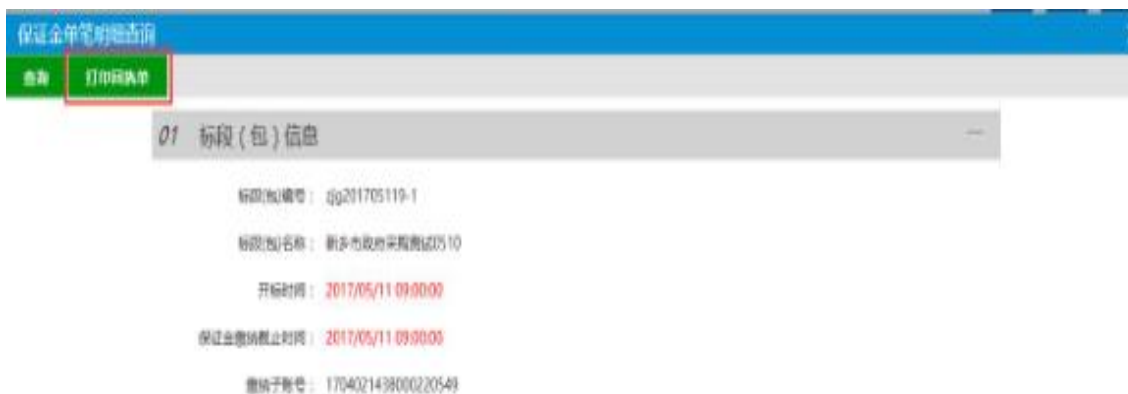 保证金单笔明细查询
查询 打印回执单
01 标段(包)信息
标段(包)编号： zjg201705119-1
标段(包)名称： 新乡市政府采购测试0510
开标时间： 2017/05/11 09:00:00
保证金缴纳截止时间： 2017/05/11 09:00:00
缴纳子账号： 1704021438000220549